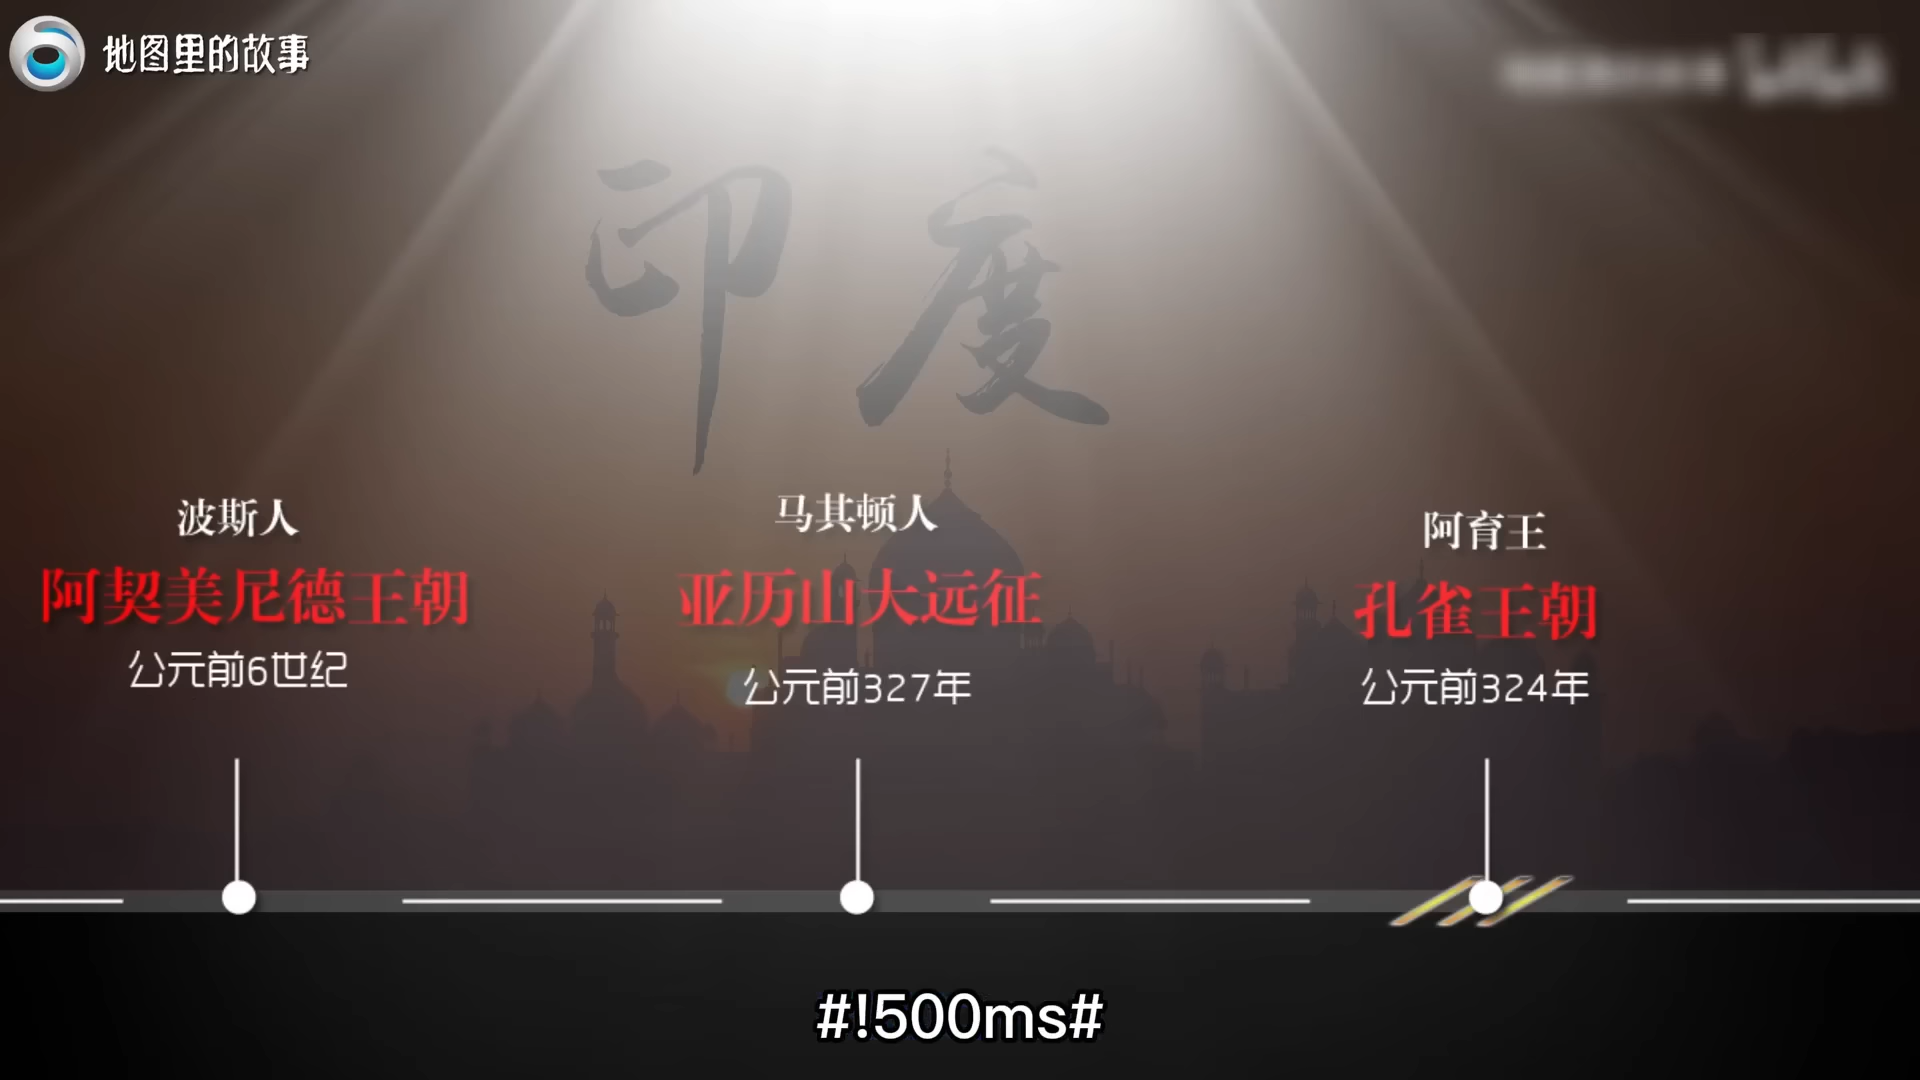 地图里的故事
印度
波斯人
阿契美尼德王朝
公元前6世纪
马其顿人
亚历山大远征
公元前327年
阿育王
孔雀王朝
公元前324年
#!500ms#